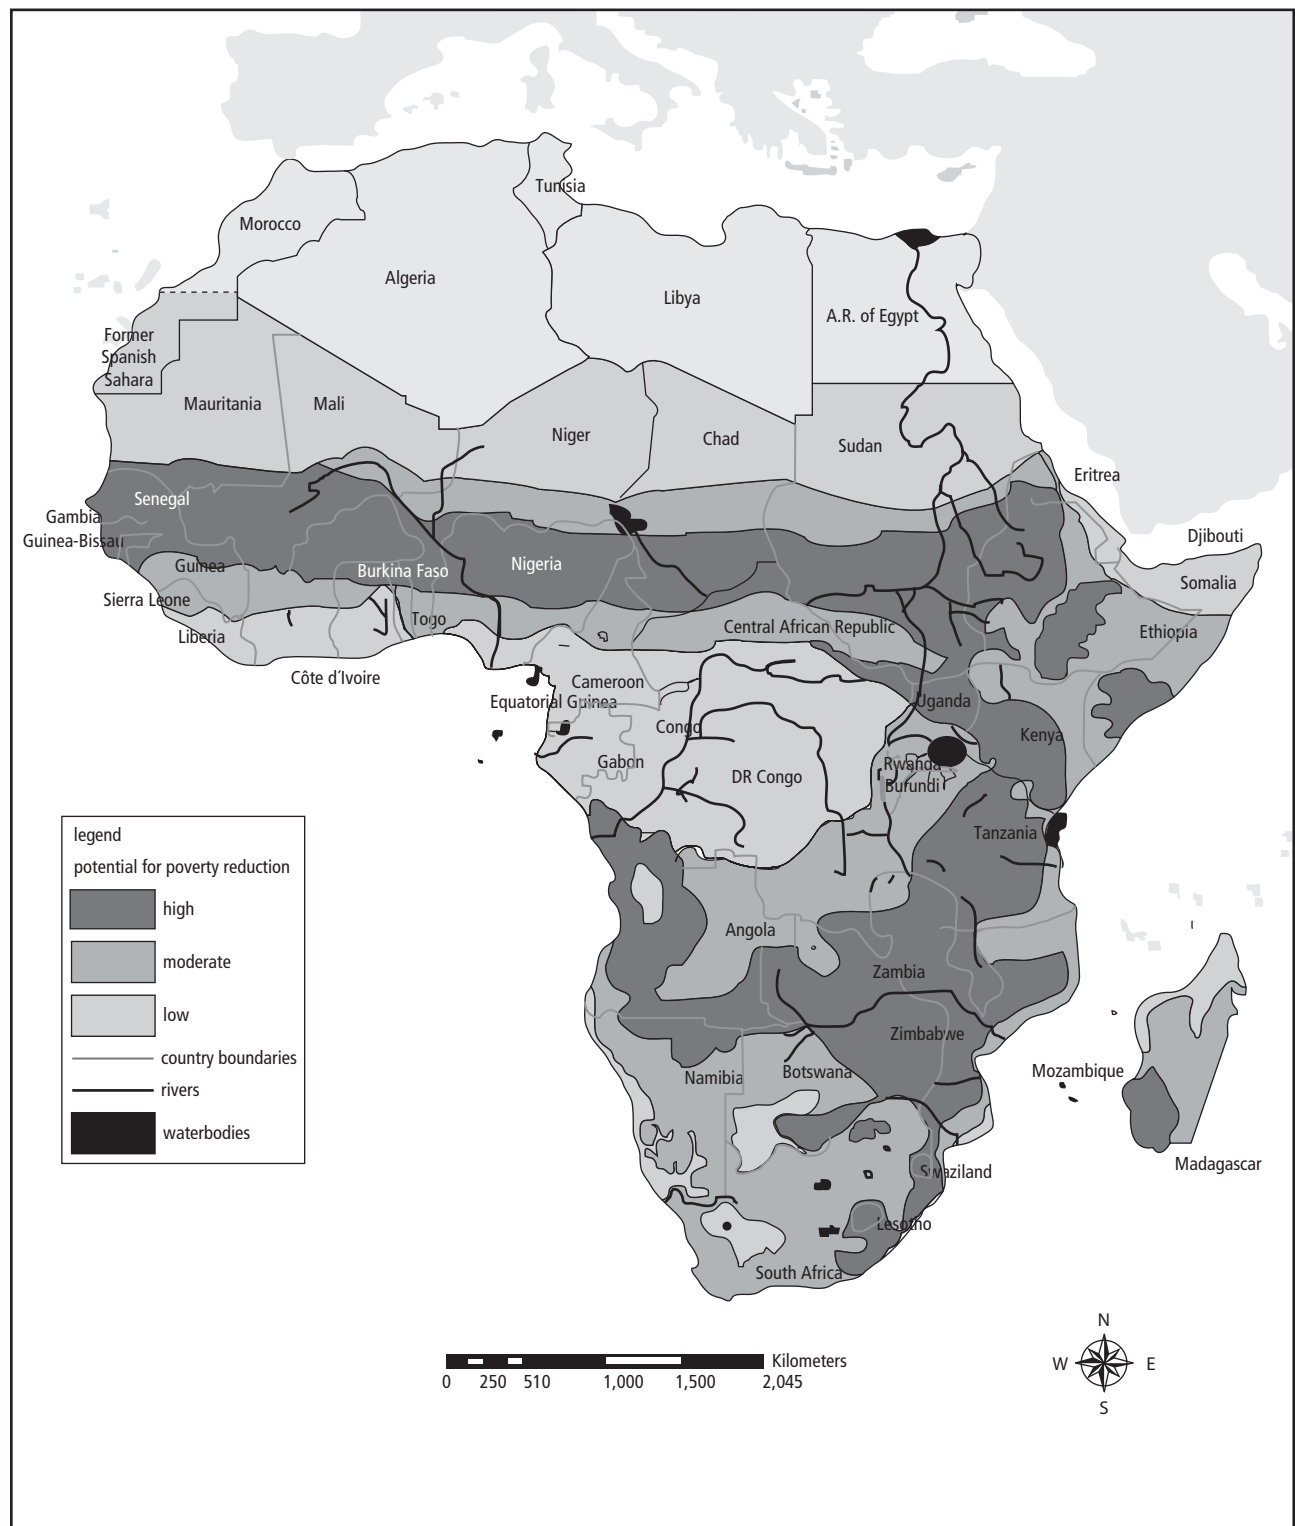 Tunisia
Morocco
Algeria
Libya
A.R. of Egypt
Former
Spanish
Sahara
Mauritania
Mali
Niger
Chad
Sudan
Eritrea
Senegal
Gambia
Guinea-Bissau
Djibouti
Guinea
Burkina Faso
Nigeria
Somalia
Sierra Leone
Togo
Central African Republic
Ethiopia
Liberia
Côte d´Ivoire
Cameroon
Equatorial Guinea
Uganda
Congo
Kenya
Gabon
DR Congo
Rwanda
Burundi
Tanzania
legend
potential for poverty reduction
high
moderate
low
country boundaries
rivers
waterbodies
Angola
Zambia
Zimbabwe
Namibia
Botswana
Mozambique
Madagascar
Swaziland
Lesotho
South Africa
N
W
E
S
Kilometers
0 250 510 1,000 1,500 2,045